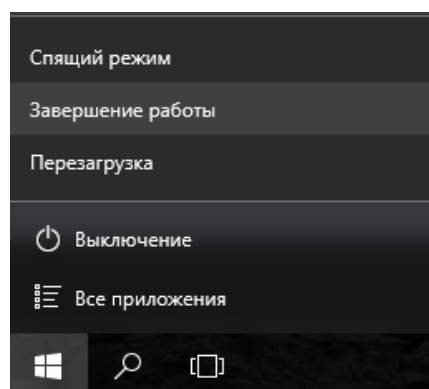 Спящий режим
Завершение работы
Перезагрузка
Выключение
Все приложения